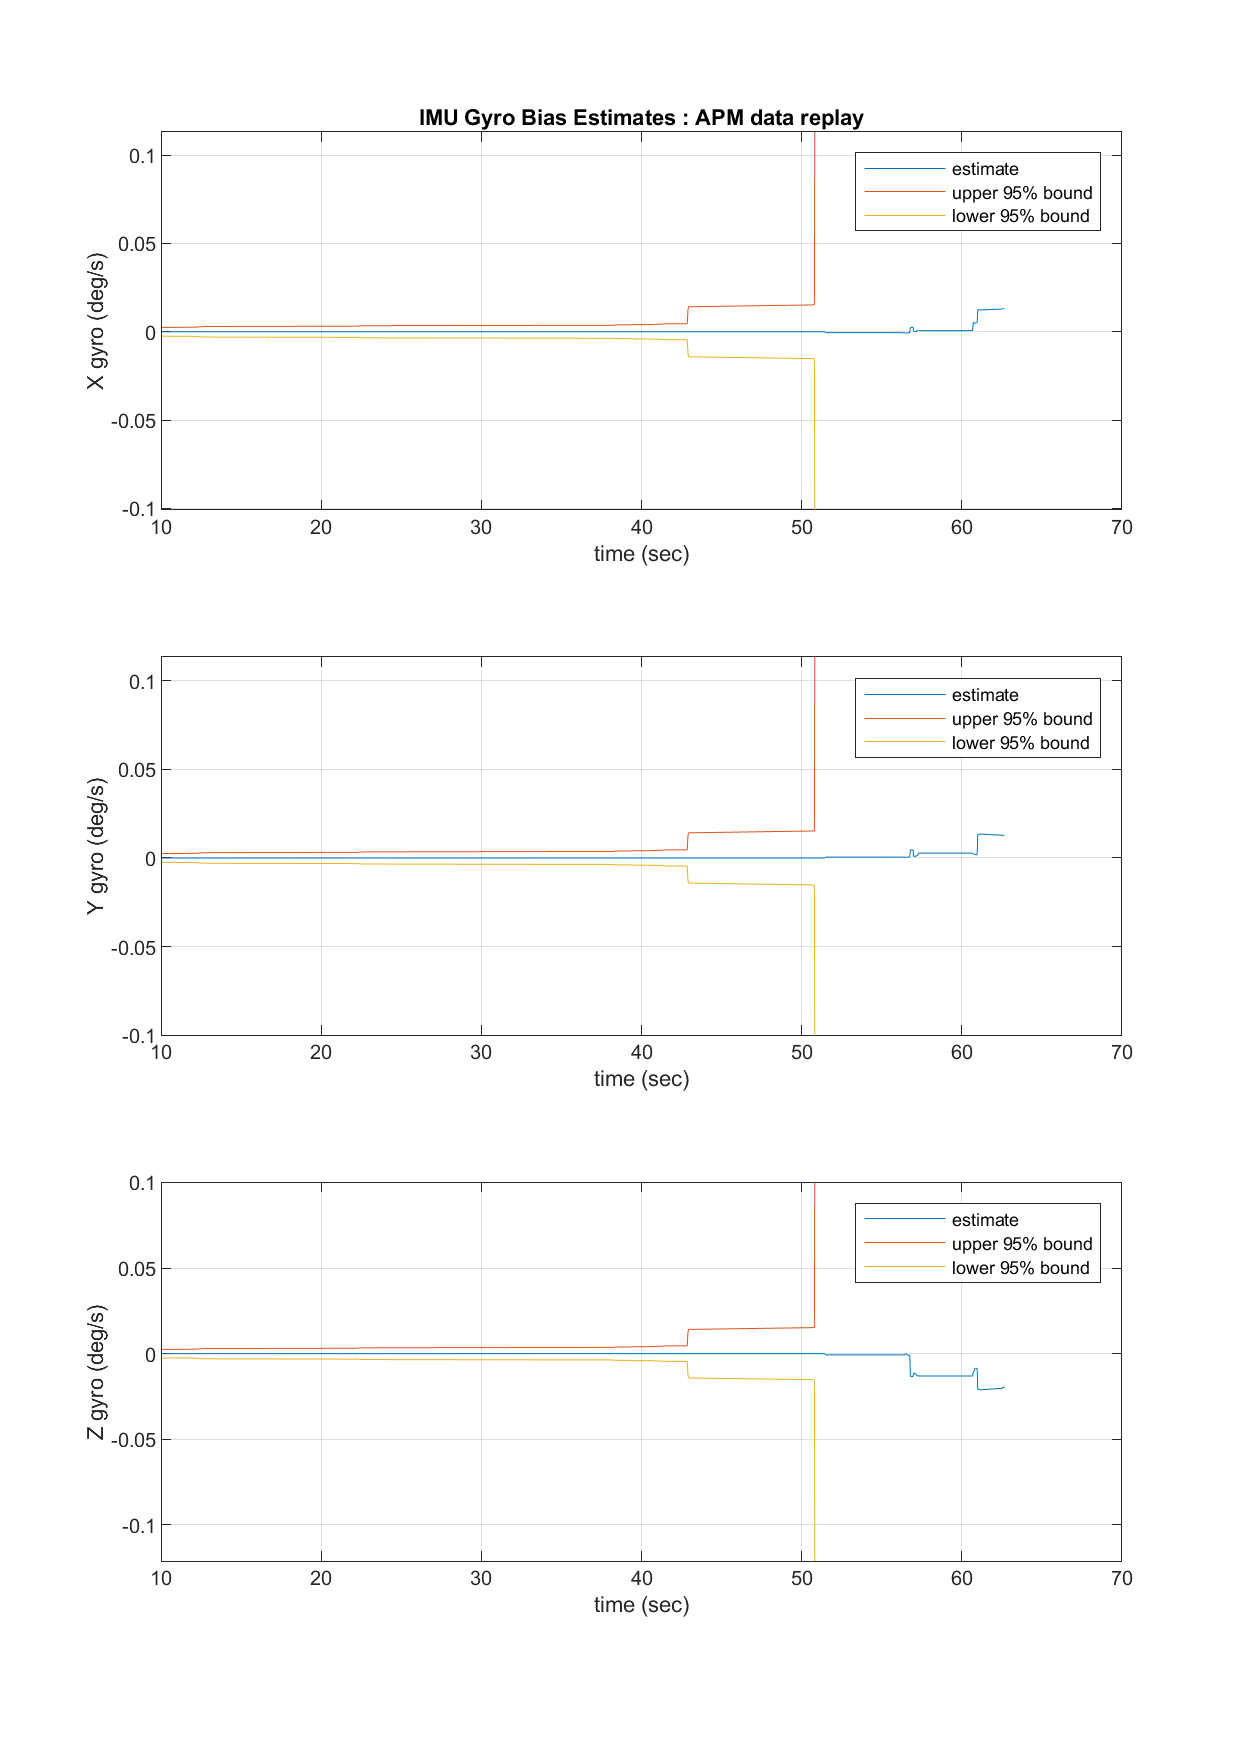 IMU Gyro Bias Estimates : APM data replay
0.1
0.05
0
-0.05
-0.1
X gyro (deg/s)
estimate
upper 95% bound
lower 95% bound
10 20 30 40 50 60 70
time (sec)
0.1
0.05
0
-0.05
-0.1
Y gyro (deg/s)
estimate
upper 95% bound
lower 95% bound
10 20 30 40 50 60 70
time (sec)
0.1
0.05
0
-0.05
-0.1
Z gyro (deg/s)
estimate
upper 95% bound
lower 95% bound
10 20 30 40 50 60 70
time (sec)